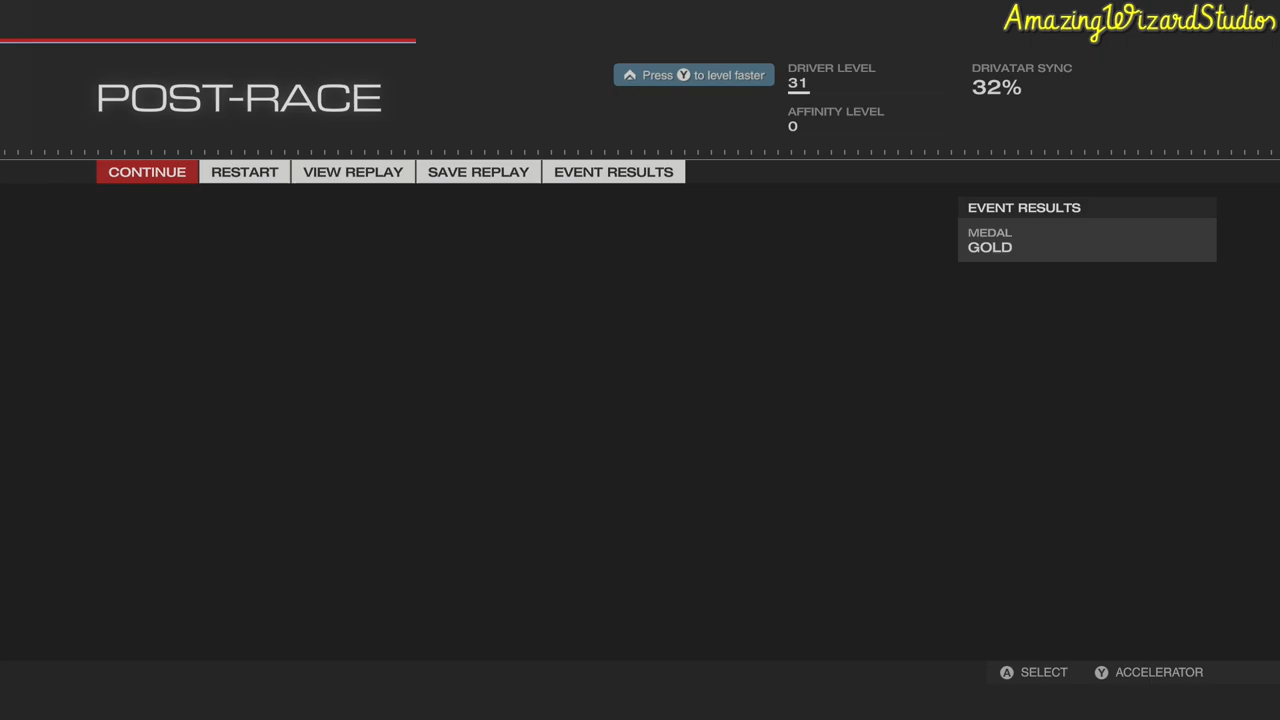 AmazingWizardStudios
POST-RACE
Press Y to level faster
DRIVER LEVEL
31
AFFINITY LEVEL
0
DRIVATAR SYNC
32%
CONTINUE RESTART VIEW REPLAY SAVE REPLAY EVENT RESULTS
EVENT RESULTS
MEDAL
GOLD
A SELECT Y ACCELERATOR